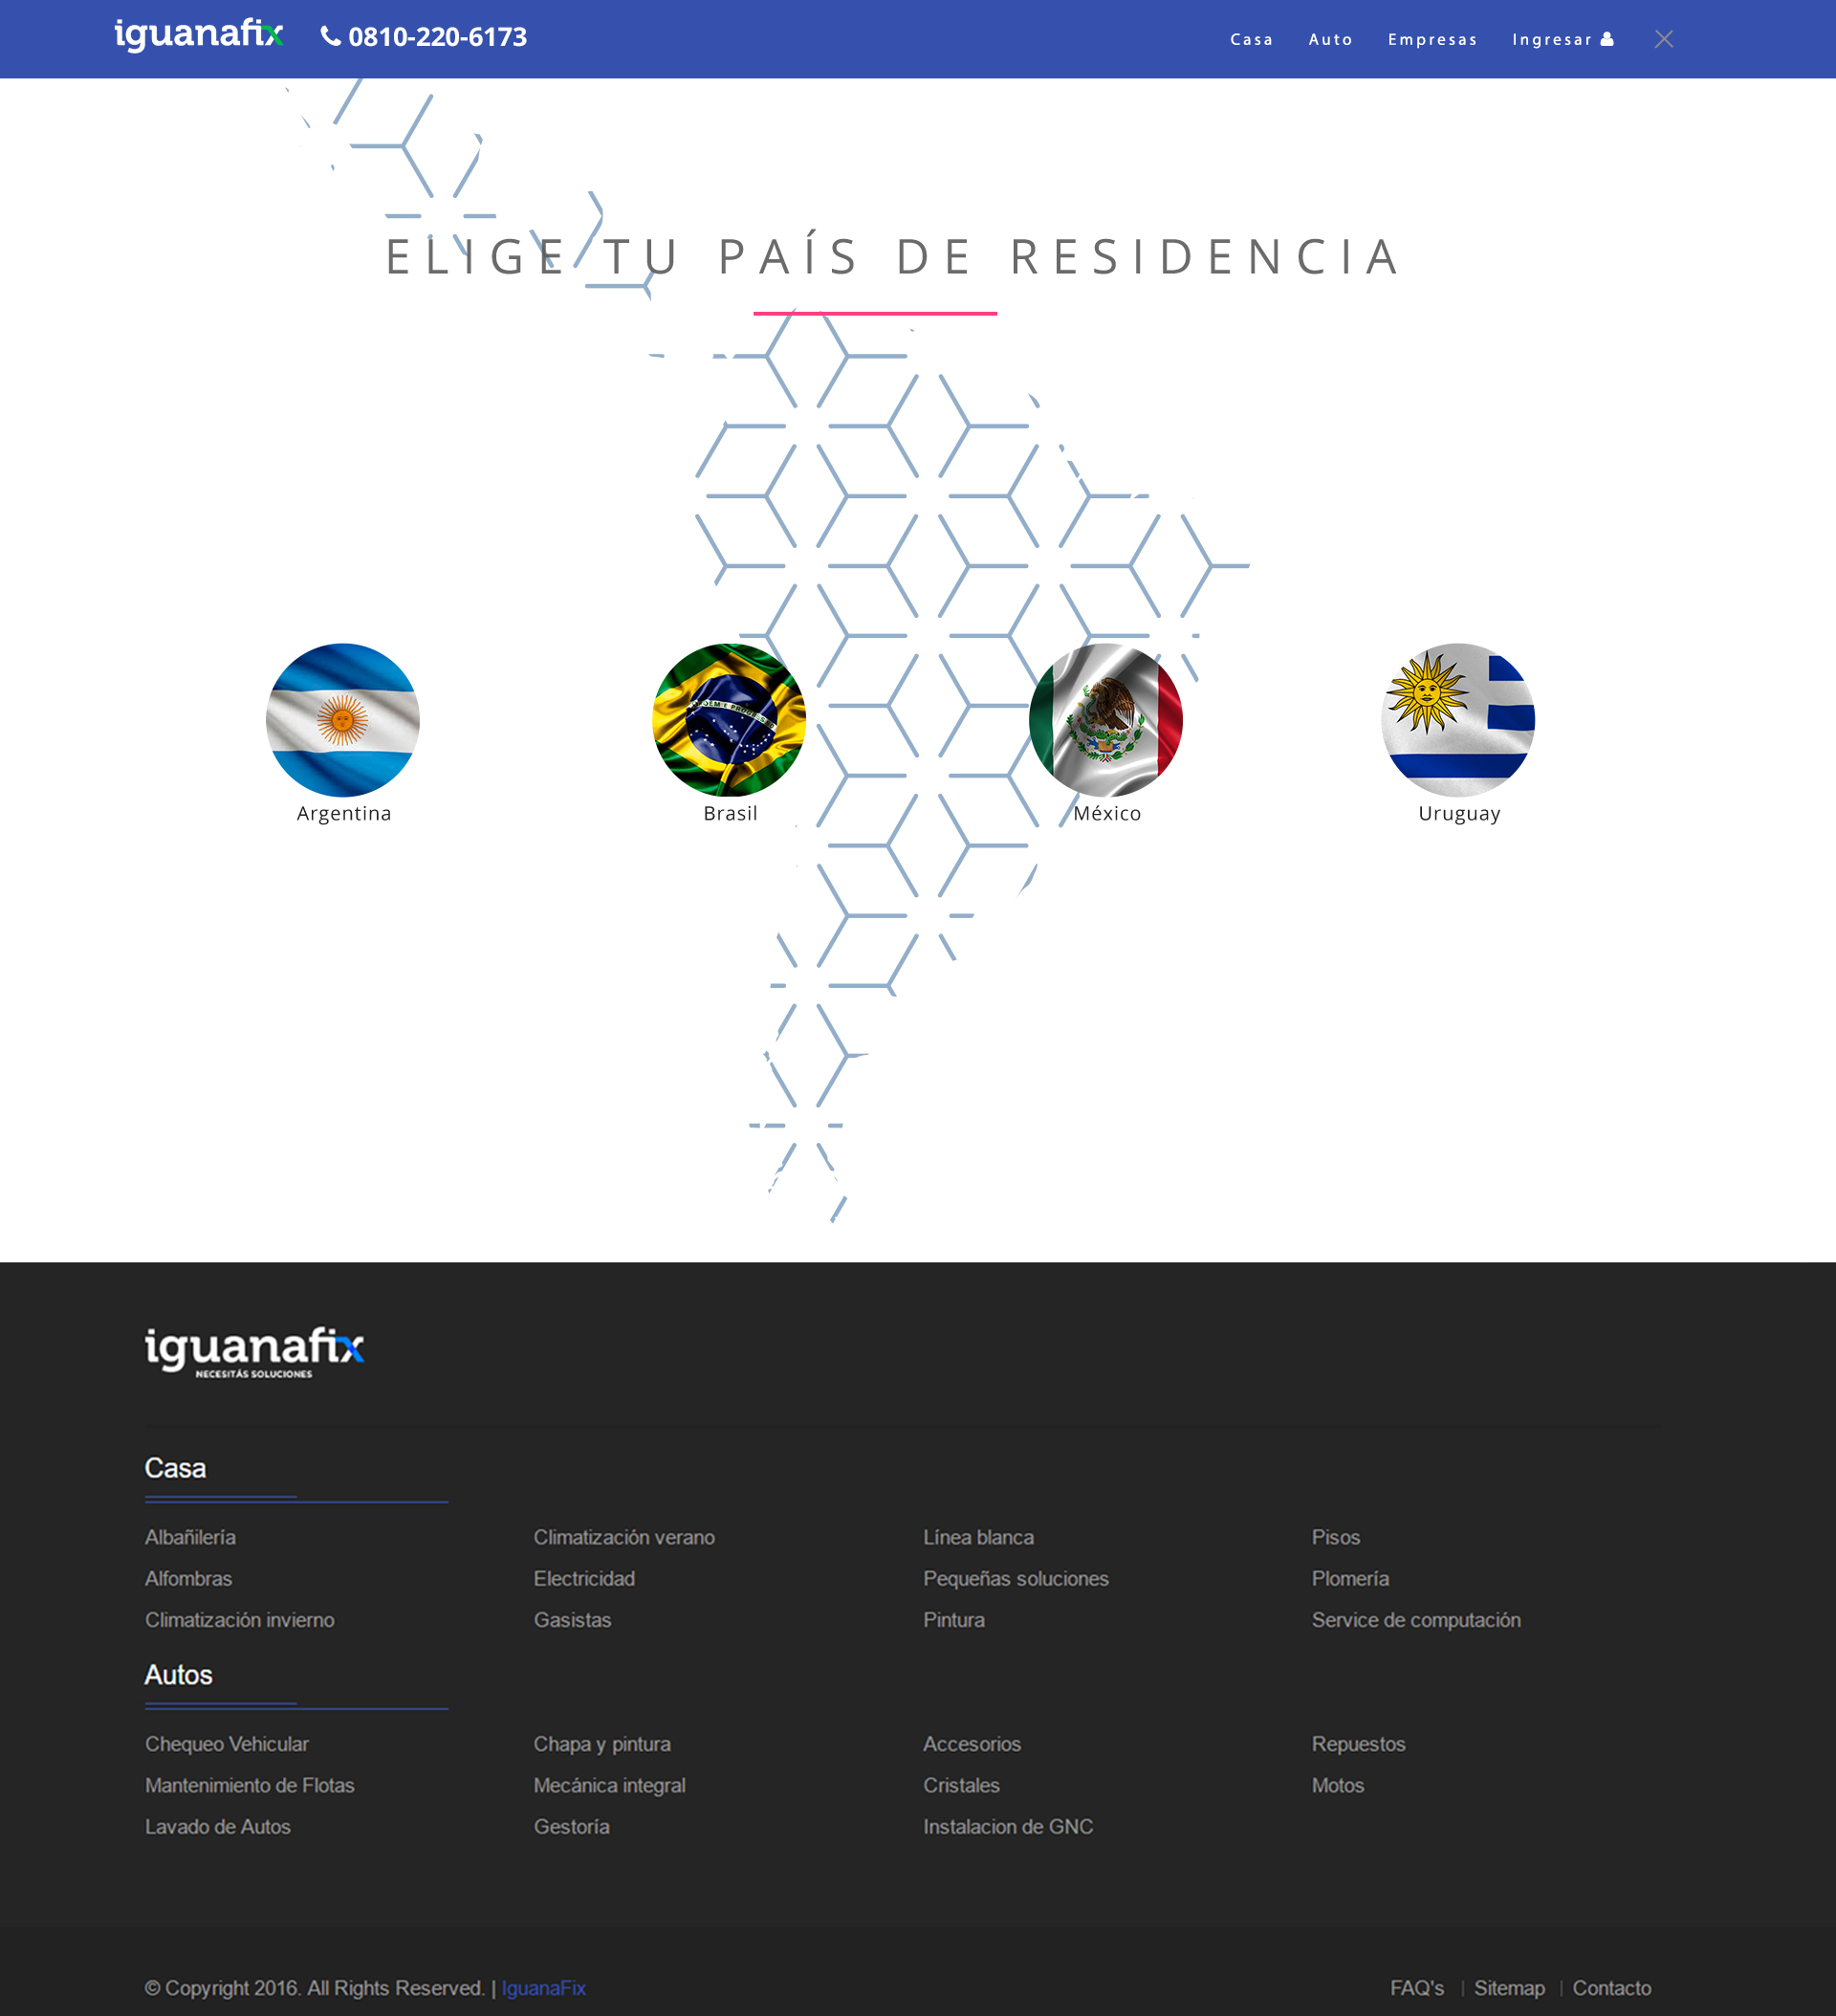 iguanafix 0810-220-6173 Casa Auto Empresas Ingresar
ELIGE TU PAÍS DE RESIDENCIA
Argentina Brasil México Uruguay
iguanafix
NECESITÁS SOLUCIONES
Casa
Albañilería Climatización verano Línea blanca Pisos
Alfombras Electricidad Pequeñas soluciones Plomería
Climatización invierno Gasistas Pintura Service de computación
Autos
Chequeo Vehicular Chapa y pintura Accesorios Repuestos
Mantenimiento de Flotas Mecánica integral Cristales Motos
Lavado de Autos Gestoría Instalacion de GNC
© Copyright 2016. All Rights Reserved. | IguanaFix FAQ's | Sitemap | Contacto